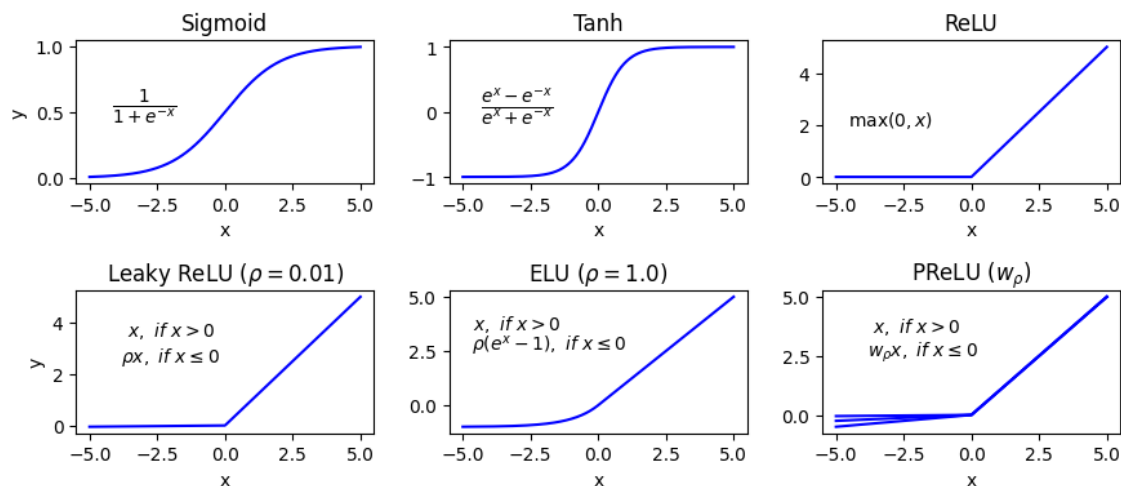 Sigmoid
1.0
0.5
0.0
y
1
1 + e^{-x}
−5.0 −2.5 0.0 2.5 5.0
x
Tanh
1
0
−1
e^x − e^{-x}
e^x + e^{-x}
−5.0 −2.5 0.0 2.5 5.0
x
ReLU
4
2
0
max(0, x)
−5.0 −2.5 0.0 2.5 5.0
x
Leaky ReLU (ρ = 0.01)
4
2
0
y
x, if x > 0
ρx, if x ≤ 0
−5.0 −2.5 0.0 2.5 5.0
x
ELU (ρ = 1.0)
5.0
2.5
0.0
x, if x > 0
ρ(e^x − 1), if x ≤ 0
−5.0 −2.5 0.0 2.5 5.0
x
PReLU (w_ρ)
5.0
2.5
0.0
x, if x > 0
w_ρx, if x ≤ 0
−5.0 −2.5 0.0 2.5 5.0
x